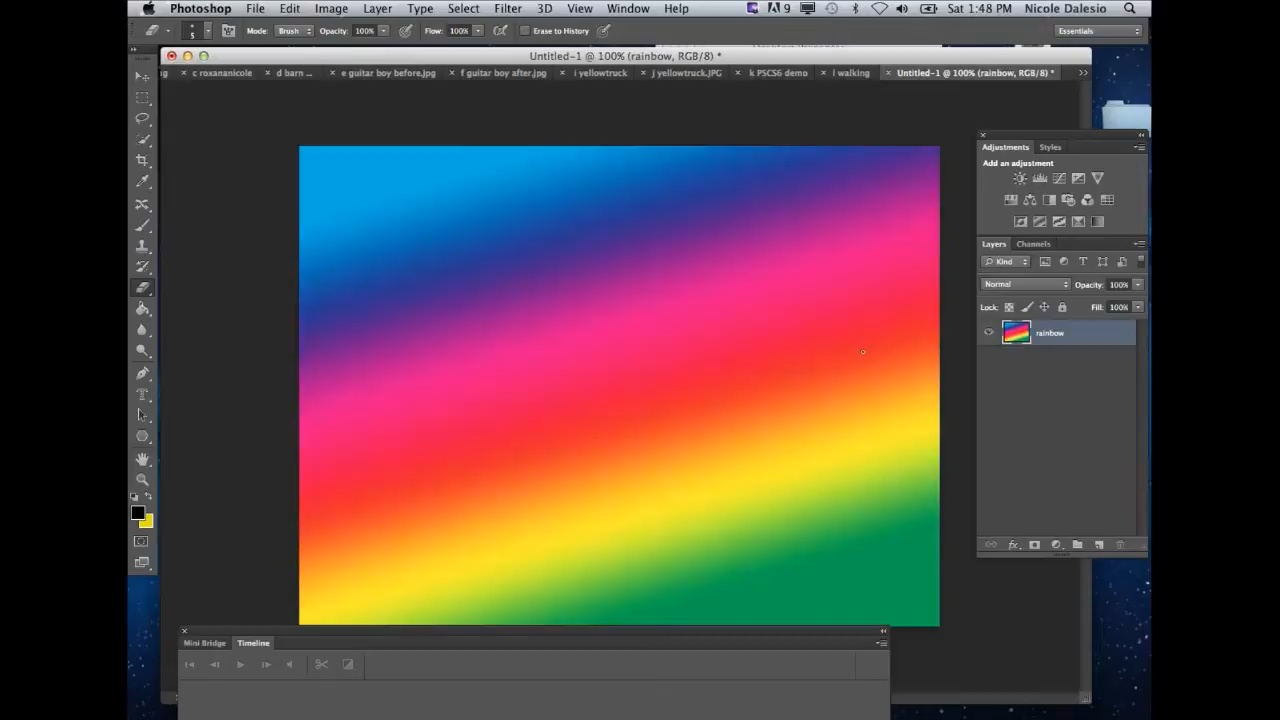 Photoshop File Edit Image Layer Type Select Filter 3D View Window Help 9 Sat 1:48 PM Nicole Dalesio
5 Mode: Brush Opacity: 100% Flow: 100% Erase to History Essentials
Untitled-1 @ 100% (rainbow, RGB/8) *
ng × c roxananicole × d barn ... × e guitar boy before.jpg × f guitar boy after.jpg × i yellowtruck × j yellowtruck.JPG × k PSCS6 demo × l walking × Untitled-1 @ 100% (rainbow, RGB/8) *
Adjustments Styles
Add an adjustment
Layers Channels
Kind
Normal Opacity: 100%
Lock: Fill: 100%
rainbow
Mini Bridge Timeline